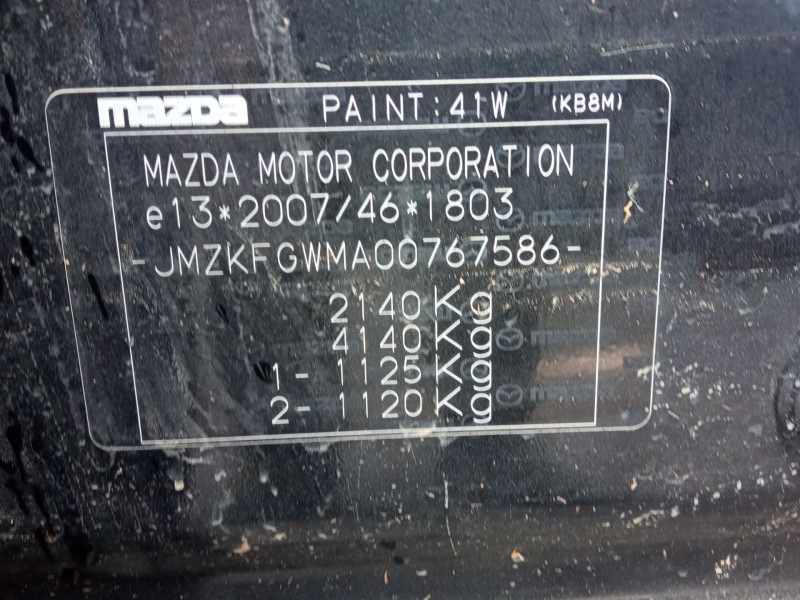 mazda PAINT:41W (KB8M)
MAZDA MOTOR CORPORATION
e13*2007/46*1803
-JMZKFGWMA00767586-
2140Kg
4140Kg
1- 1125Kg
2- 1120Kg